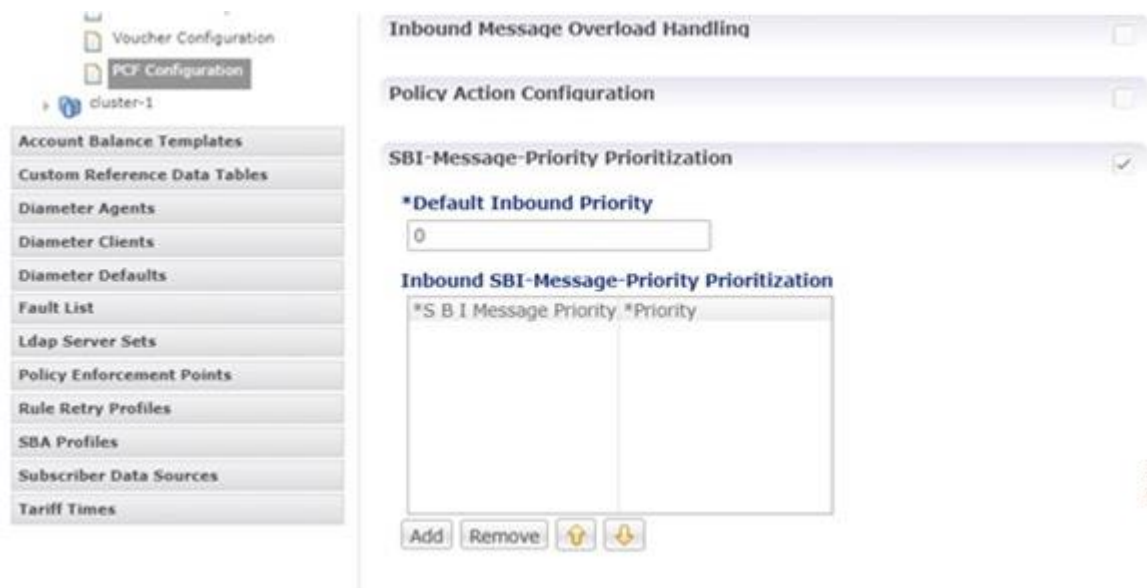 Voucher Configuration
PCF Configuration
cluster-1
Account Balance Templates
Custom Reference Data Tables
Diameter Agents
Diameter Clients
Diameter Defaults
Fault List
Ldap Server Sets
Policy Enforcement Points
Rule Retry Profiles
SBA Profiles
Subscriber Data Sources
Tariff Times
Inbound Message Overload Handling
Policy Action Configuration
SBI-Message-Priority Prioritization
*Default Inbound Priority
0
Inbound SBI-Message-Priority Prioritization
*S B I Message Priority *Priority
Add Remove